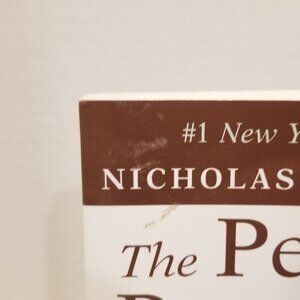 #1 New Y
NICHOLAS
The Pe